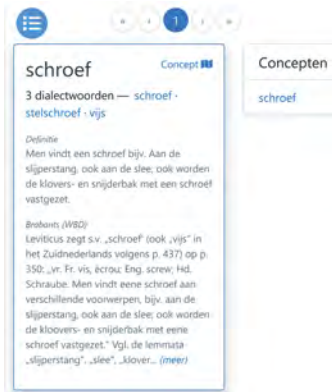 « ‹ 1 › »
schroef Concept
3 dialectwoorden — schroef ·
stelschroef · vijs
Definitie
Men vindt een schroef bijv. Aan de
slijperstang, ook aan de slee; ook worden
de klovers- en snijderbak met een schroef
vastgezet.
Brabants (WBD)
Leviticus zegt s.v. „schroef" (ook „vijs" in
het Zuidnederlands volgens p. 437) op p.
350: „vr. Fr. vis, écrou; Eng. screw; Hd.
Schraube. Men vindt eene schroef aan
verschillende voorwerpen, bijv. aan de
slijperstang, ook aan de slee; ook worden
de kloovers- en snijderbak met eene
schroef vastgezet." Vgl. de lemmata
„slijperstang", „slee", „klover... (meer)
Concepten
schroef